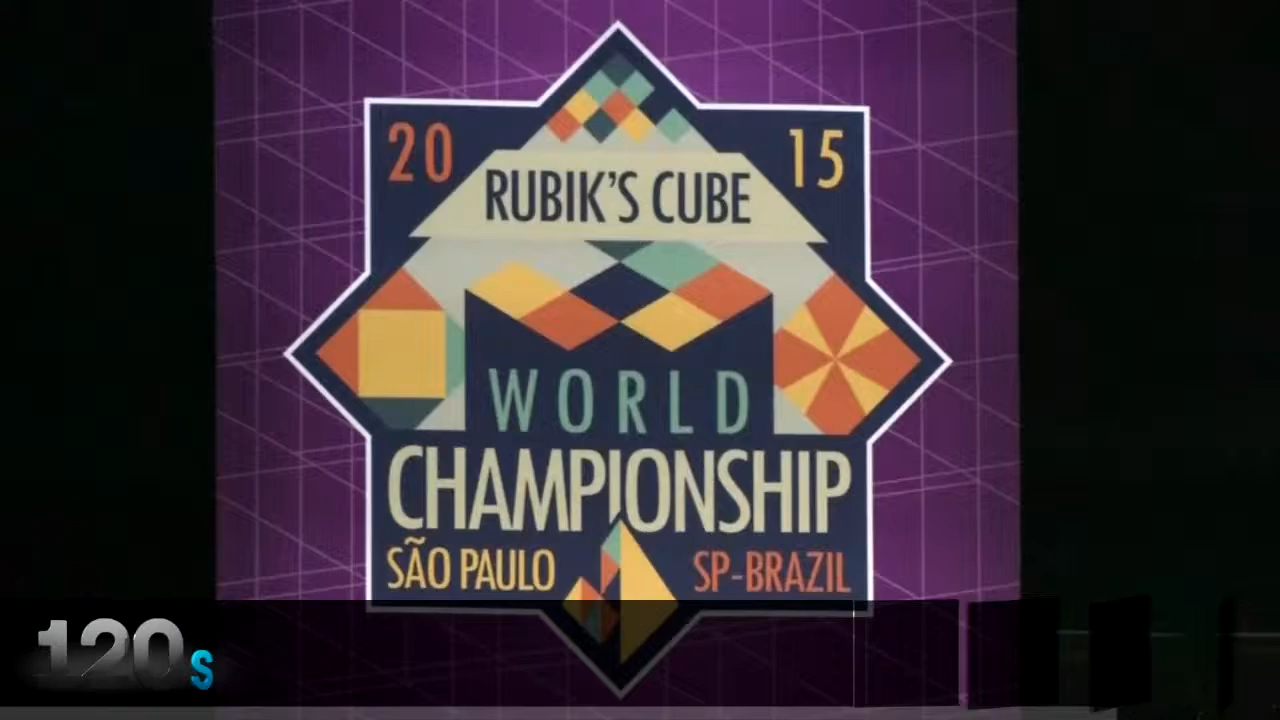 20 15
RUBIK'S CUBE
WORLD
CHAMPIONSHIP
SÃO PAULO SP-BRAZIL
120s